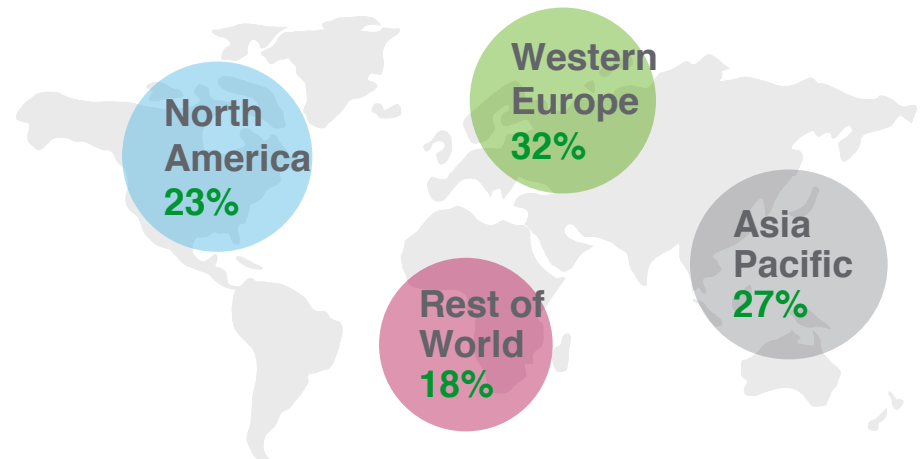 North
America
23%
Western
Europe
32%
Asia
Pacific
27%
Rest of
World
18%